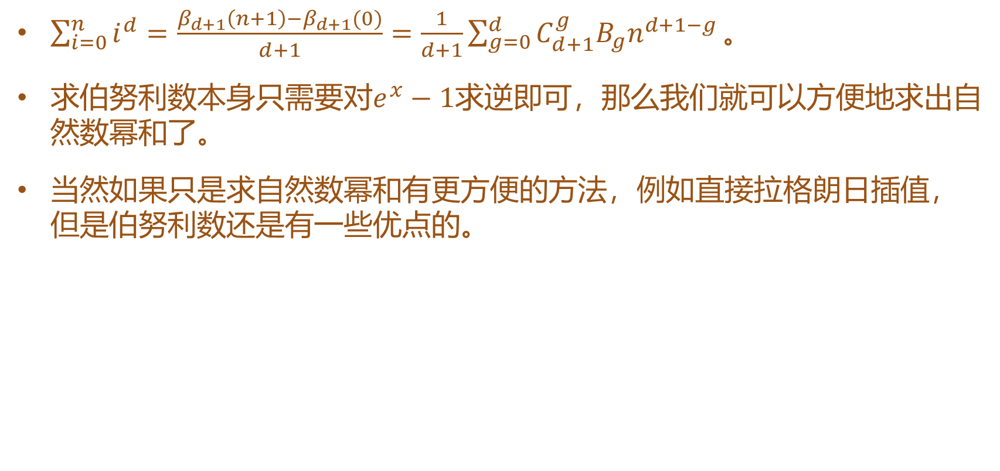 • $\sum_{i=0}^{n} i^d = \frac{\beta_{d+1}(n+1)-\beta_{d+1}(0)}{d+1} = \frac{1}{d+1}\sum_{g=0}^{d} C_{d+1}^{g} B_g n^{d+1-g}$ 。
• 求伯努利数本身只需要对$e^x - 1$求逆即可，那么我们就可以方便地求出自
然数幂和了。
• 当然如果只是求自然数幂和有更方便的方法，例如直接拉格朗日插值，
但是伯努利数还是有一些优点的。